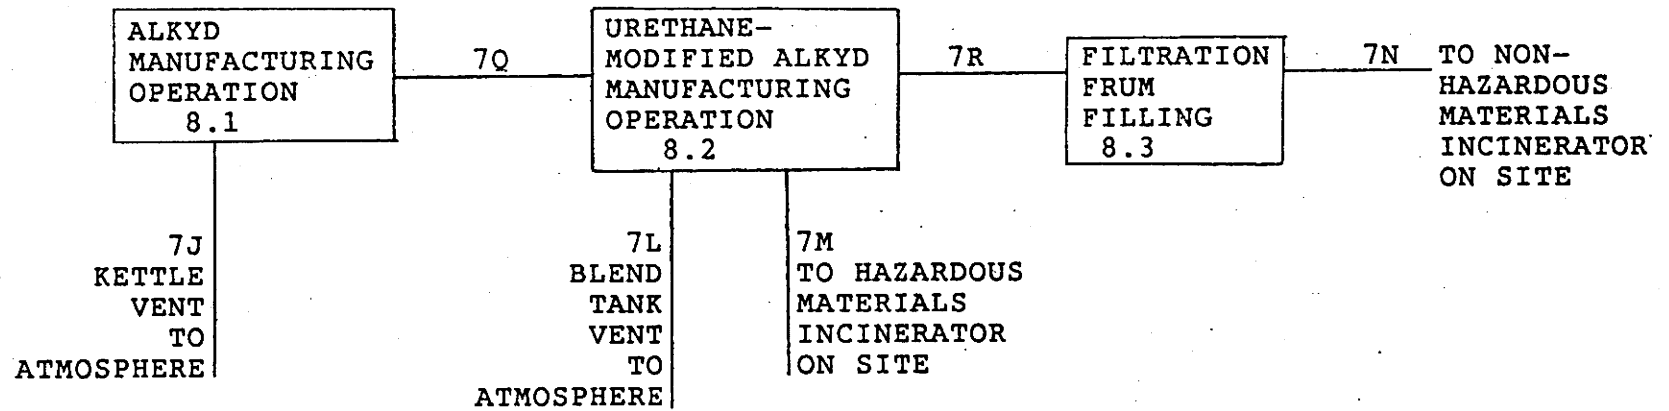 ALKYD
MANUFACTURING
OPERATION
8.1
7Q
URETHANE-
MODIFIED ALKYD
MANUFACTURING
OPERATION
8.2
7R
FILTRATION
FRUM
FILLING
8.3
7N
TO NON-
HAZARDOUS
MATERIALS
INCINERATOR
ON SITE
7J
KETTLE
VENT
TO
ATMOSPHERE
7L
BLEND
TANK
VENT
TO
ATMOSPHERE
7M
TO HAZARDOUS
MATERIALS
INCINERATOR
ON SITE